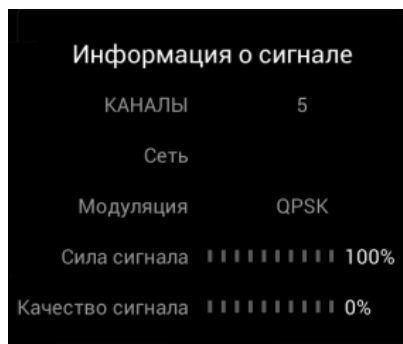 Информация о сигнале
КАНАЛЫ 5
Сеть
Модуляция QPSK
Сила сигнала 100%
Качество сигнала 0%